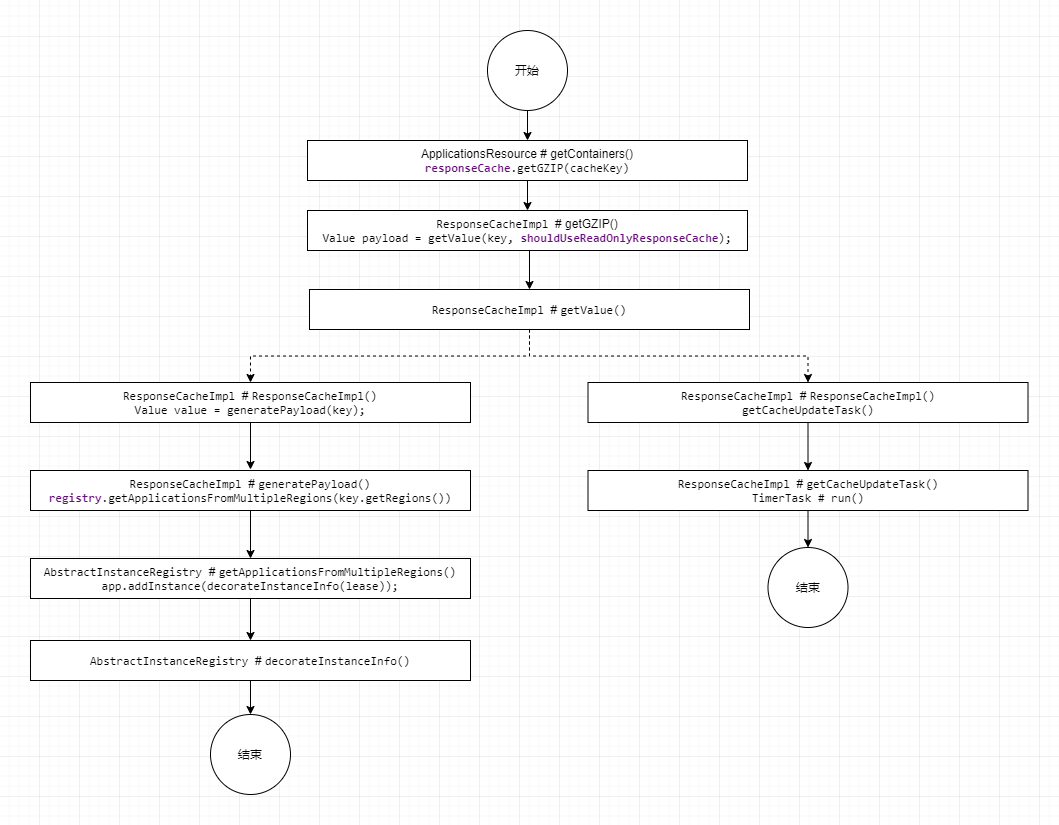 开始
ApplicationsResource # getContainers()
responseCache.getGZIP(cacheKey)
ResponseCacheImpl # getGZIP()
Value payload = getValue(key, shouldUseReadOnlyResponseCache);
ResponseCacheImpl # getValue()
ResponseCacheImpl # ResponseCacheImpl()
Value value = generatePayload(key);
ResponseCacheImpl # generatePayload()
registry.getApplicationsFromMultipleRegions(key.getRegions())
AbstractInstanceRegistry # getApplicationsFromMultipleRegions()
app.addInstance(decorateInstanceInfo(lease));
AbstractInstanceRegistry # decorateInstanceInfo()
结束
ResponseCacheImpl # ResponseCacheImpl()
getCacheUpdateTask()
ResponseCacheImpl # getCacheUpdateTask()
TimerTask # run()
结束